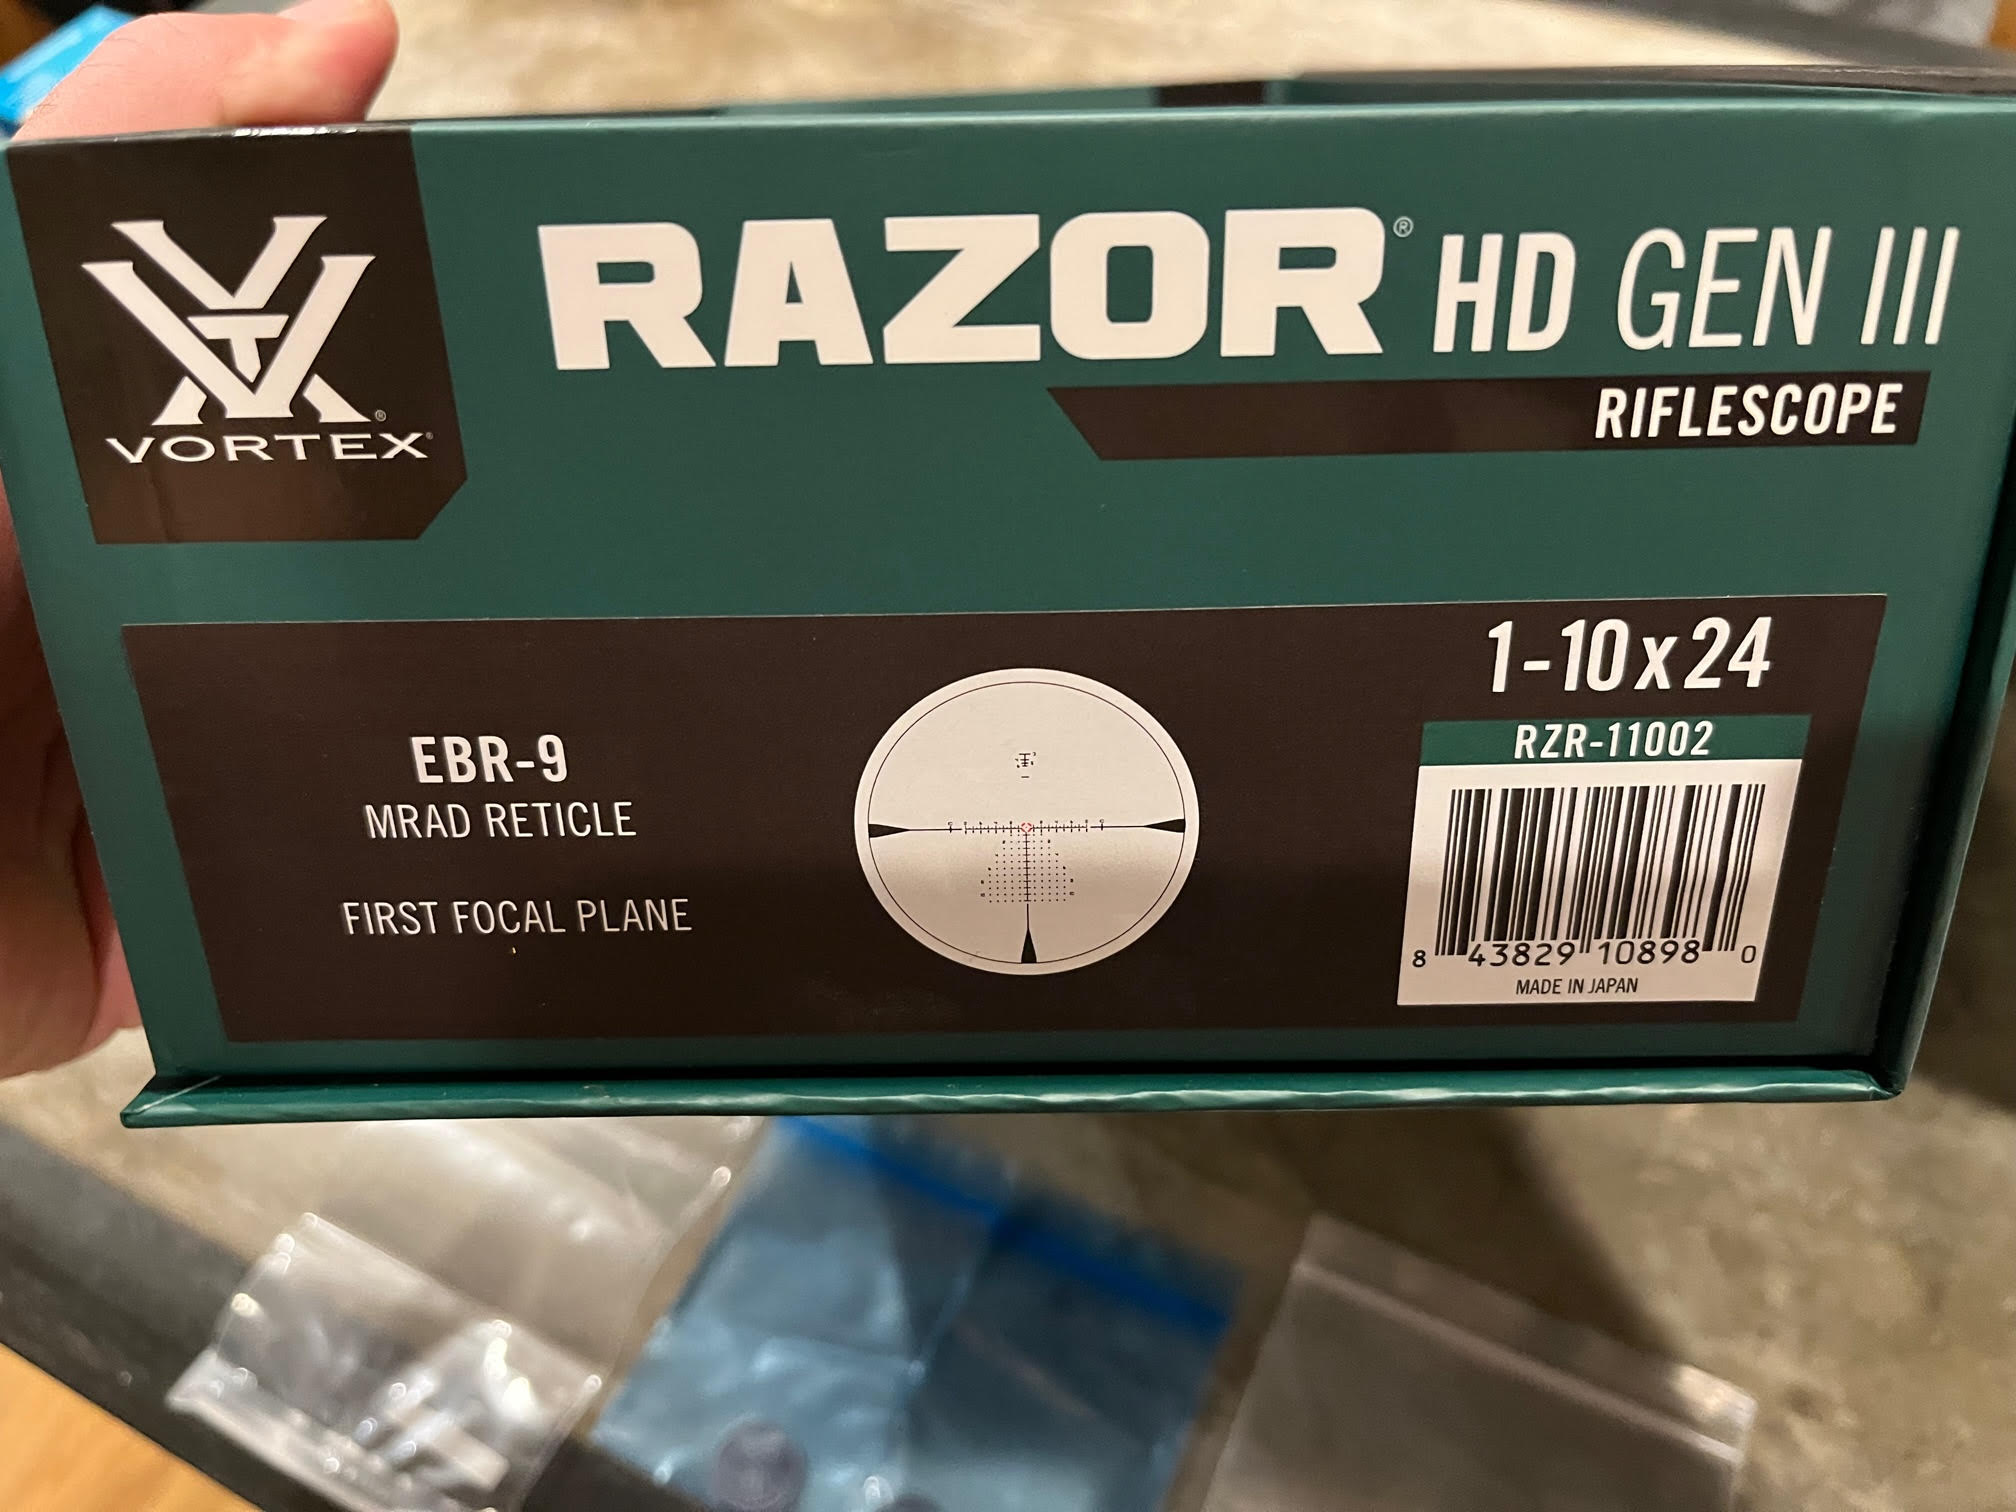 VORTEX®
RAZOR® HD GEN III
RIFLESCOPE
EBR-9
MRAD RETICLE
FIRST FOCAL PLANE
1-10x24
RZR-11002
8 43829 10898 0
MADE IN JAPAN